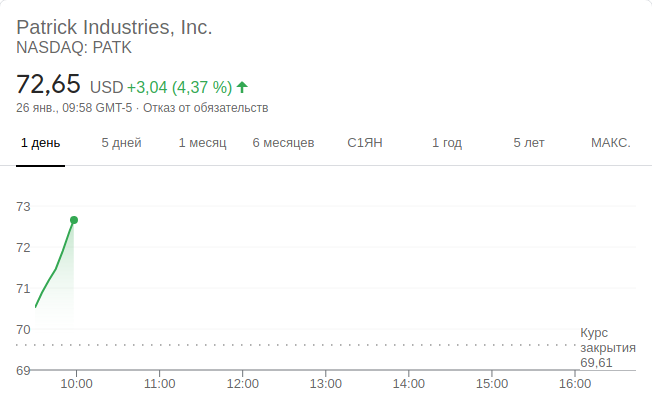 Patrick Industries, Inc.
NASDAQ: PATK
72,65 USD +3,04 (4,37 %)
26 янв., 09:58 GMT-5 · Отказ от обязательств
1 день 5 дней 1 месяц 6 месяцев С1ЯН 1 год 5 лет МАКС.
73
72
71
70
Курс
закрытия
69,61
69
10:00 11:00 12:00 13:00 14:00 15:00 16:00